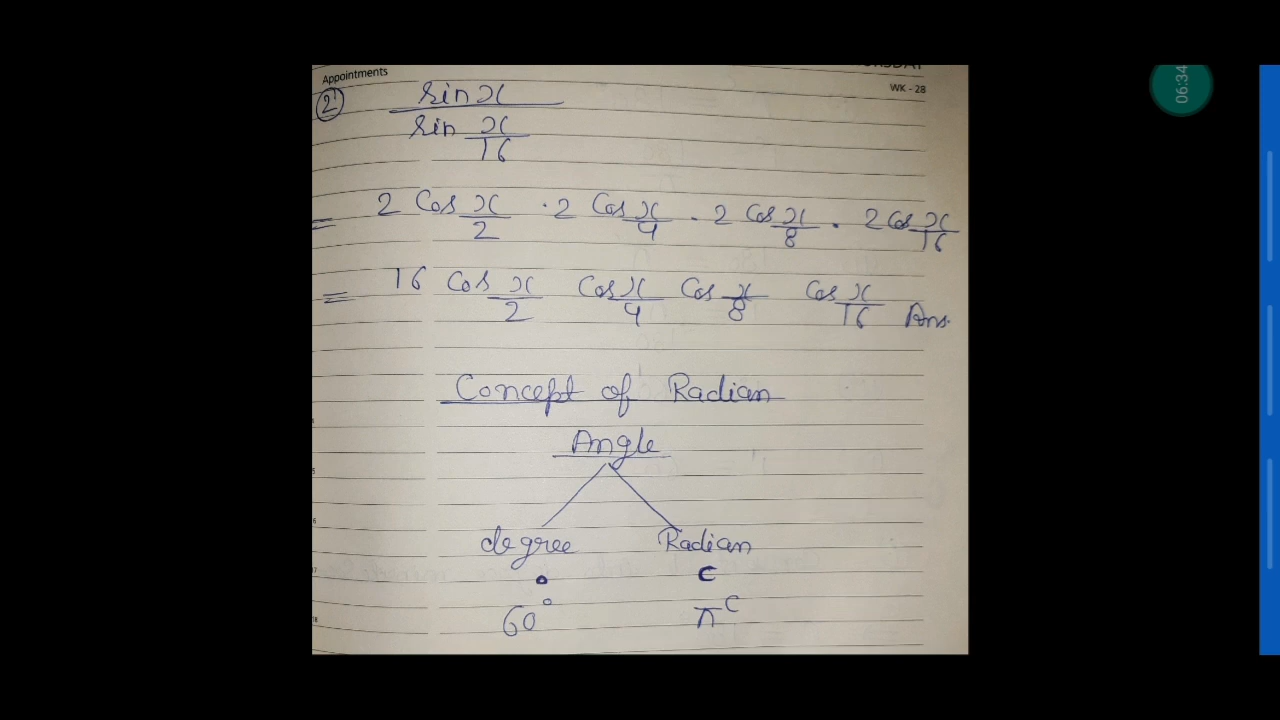 Appointments
WK - 28
06:34
2
sin x
sin x/16
= 2 Cos x/2 · 2 Cos x/4 . 2 Cos x/8 . 2 Cos x/16
= 16 Cos x/2 Cos x/4 Cos x/8 Cos x/16 Ans.
Concept of Radian
Angle
degree Radian
° c
60° π^c